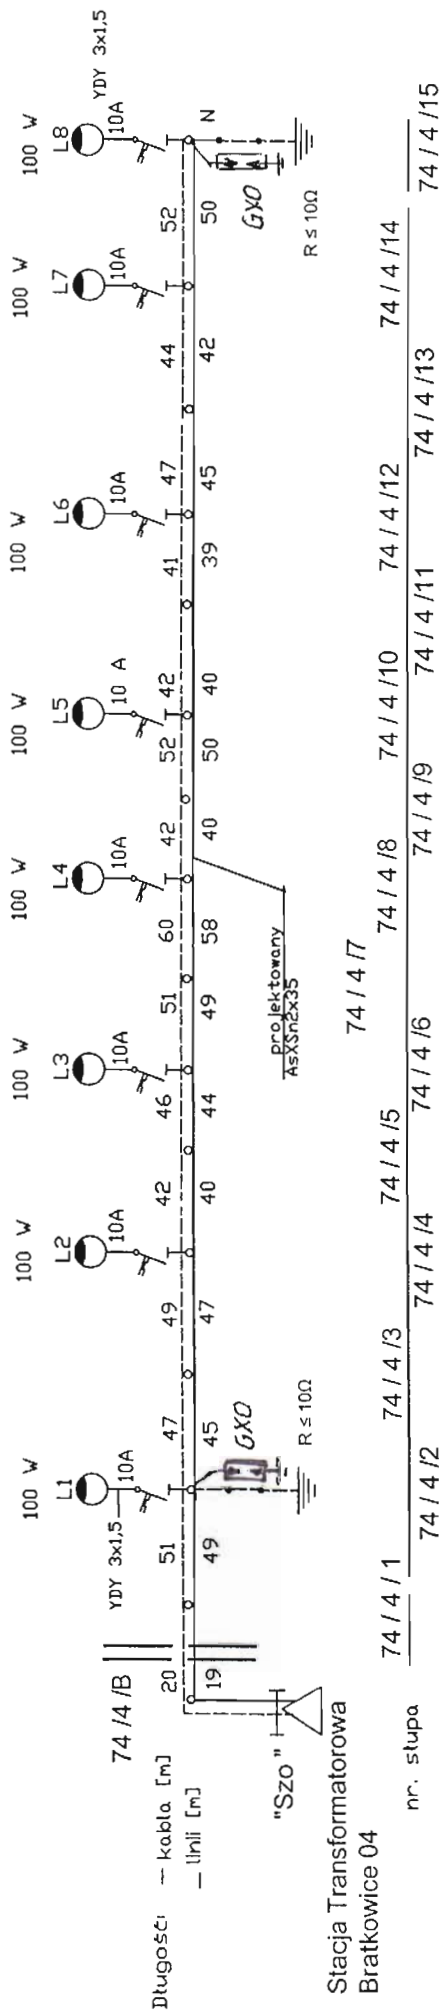 100 W 100 W 100 W 100 W 100 W 100 W 100 W 100 W
L1 L2 L3 L4 L5 L6 L7 L8
YDY 3x1,5 YDY 3x1,5
10A 10A 10A 10A 10 A 10A 10A 10A
74 / 4 /B
Długości — kabla [m] 20 51 47 49 42 46 51 60 42 52 42 41 47 44 52
— linii [m] 19 49 45 47 40 44 49 58 40 50 40 39 45 42 50 N
GXO GXO
R ≤ 10Ω R ≤ 10Ω
"Szo"
projektowany
AsXSn2x35
Stacja Transformatorowa
Bratkowice 04
74 / 4 /7
74 / 4 / 1 74 / 4 /3 74 / 4 /5 74 / 4 /8 74 / 4 /10 74 / 4 /12 74 / 4 /14
nr. słupa 74 / 4 /2 74 / 4 /4 74 / 4 /6 74 / 4 /9 74 / 4 /11 74 / 4 /13 74 / 4 /15